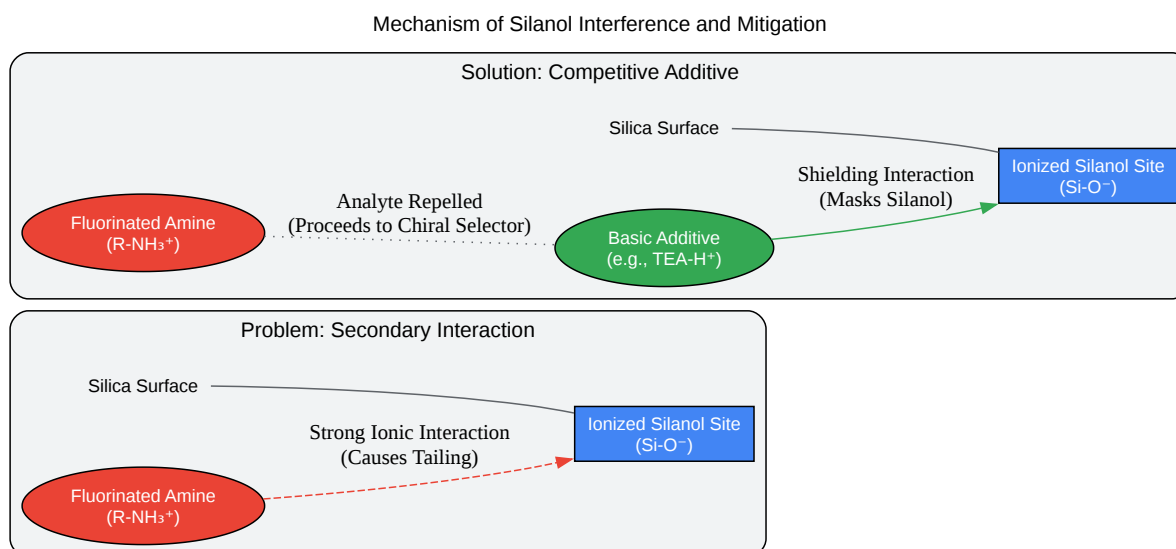 Mechanism of Silanol Interference and Mitigation
Solution: Competitive Additive
Silica Surface
Ionized Silanol Site
(Si-O⁻)
Shielding Interaction
(Masks Silanol)
Analyte Repelled
(Proceeds to Chiral Selector)
Fluorinated Amine
(R-NH₃⁺)
Basic Additive
(e.g., TEA-H⁺)
Problem: Secondary Interaction
Silica Surface
Ionized Silanol Site
(Si-O⁻)
Strong Ionic Interaction
(Causes Tailing)
Fluorinated Amine
(R-NH₃⁺)